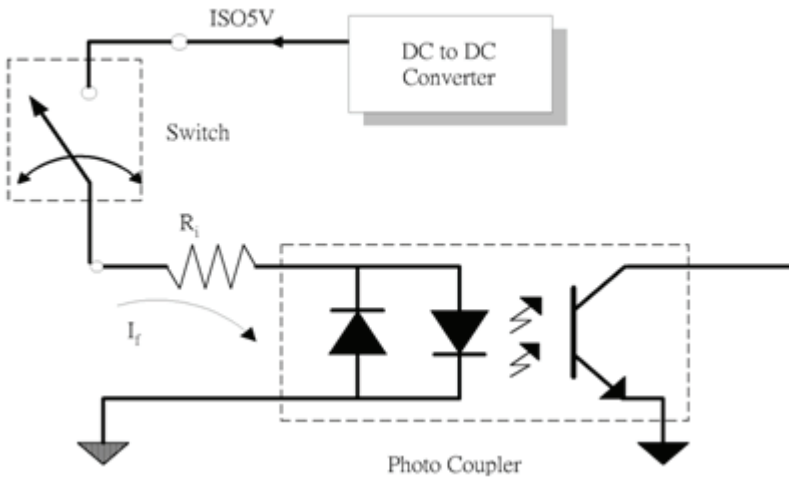 ISO5V
DC to DC
Converter
Switch
Ri
If
Photo Coupler